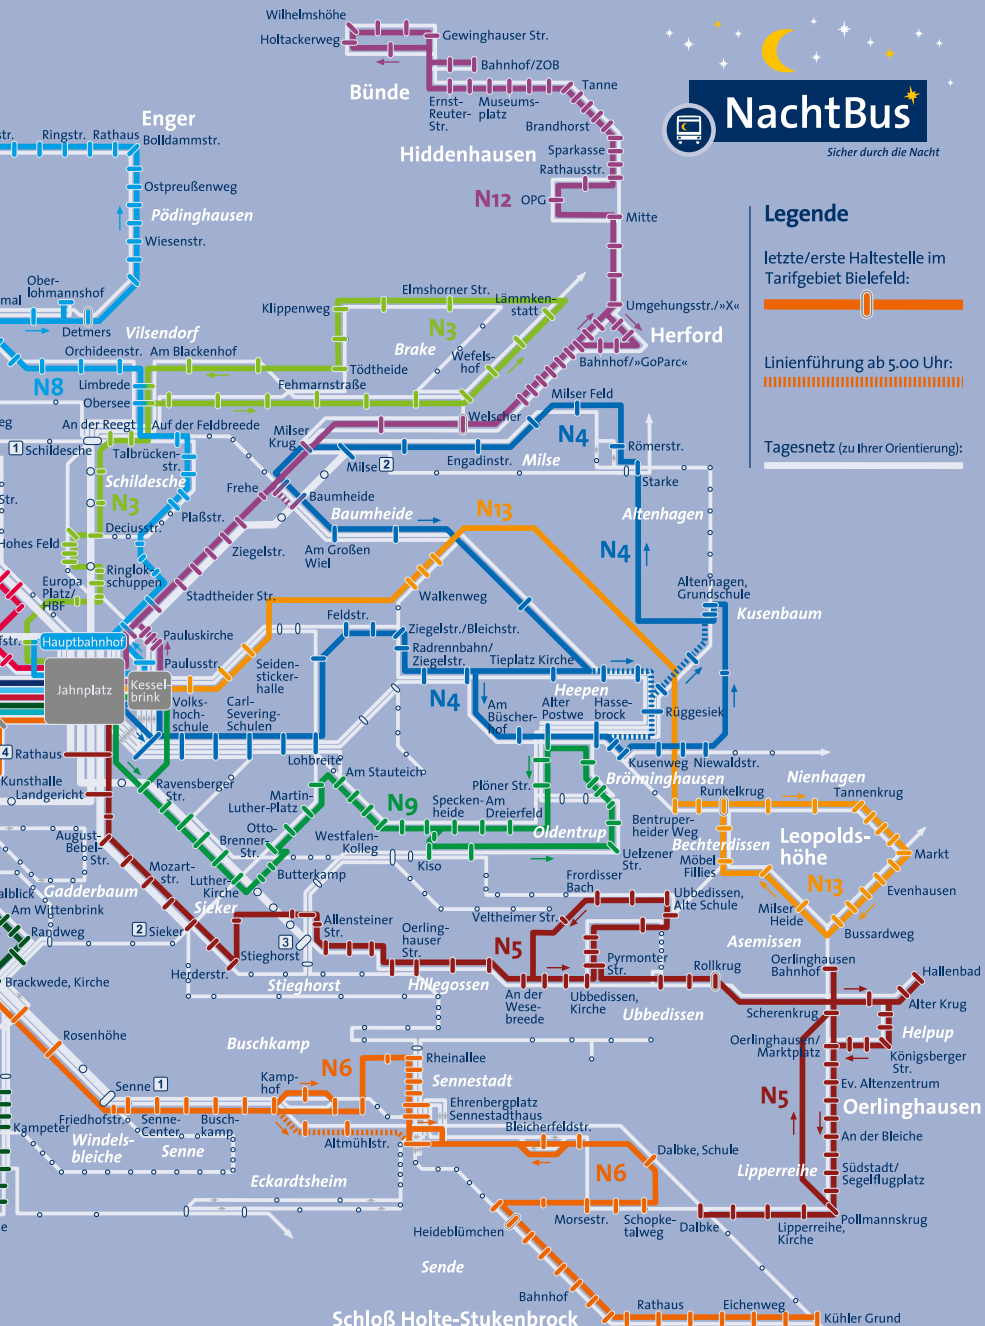 Wilhelmshöhe
Holtackerweg
Gewinghauser Str.
Bahnhof/ZOB
Bünde
Ernst-
Reuter-
Str.
Museums-
platz
Tanne
Brandhorst
Hiddenhausen
Sparkasse
Rathausstr.
N12
OPG
Mitte
NachtBus
Sicher durch die Nacht
Legende
letzte/erste Haltestelle im
Tarifgebiet Bielefeld:
Linienführung ab 5.00 Uhr:
Tagesnetz (zu Ihrer Orientierung):
Enger
str.
Ringstr.
Rathaus
Bolldammstr.
Ostpreußenweg
Pödinghausen
Wiesenstr.
Ober-
lohmannshof
mal
Detmers
Vilsendorf
Orchideenstr.
Am Blackenhof
N8
Limbrede
Obersee
Klippenweg
Elmshorner Str.
Lämmken-
statt
N3
Brake
Wefels-
hof
Tödtheide
Fehmarnstraße
Umgehungsstr./»X«
Herford
Bahnhof/»GoParc«
eg
An der Reegt
Auf der Feldbreede
1 Schildesche
Talbrücken-
str.
Schildesche
N3
Str.
Deciusstr.
Hohes Feld
Plaßstr.
Ringlok-
schuppen
Europa
Platz/
HBF
Milser
Krug
Welscher
Milser Feld
N4
Milse 2
Engadinstr.
Milse
Römerstr.
Starke
Frehe
Baumheide
Baumheide
Ziegelstr.
Am Großen
Wiel
N13
Altenhagen
N4
Altenhagen,
Grundschule
Kusenbaum
Stadtheider Str.
Walkenweg
Feldstr.
Ziegelstr./Bleichstr.
Radrennbahn/
Ziegelstr.
Tieplatz Kirche
fstr.
Hauptbahnhof
Pauluskirche
Paulusstr.
Seiden-
sticker-
halle
Jahnplatz
Kessel-
brink
Volks-
hoch-
schule
Carl-
Severing-
Schulen
N4
Heepen
Am
Büscher-
hof
Alter
Postwe
Hasse-
brock
Rüggesiek
4 Rathaus
Lohbreite
Kusenweg
Niewaldstr.
Brönninghausen
Kunsthalle
Landgericht
Ravensberger
Str.
Am Stauteich
Martin-
Luther-Platz
N9
Plöner Str.
Specken-
heide
Am
Dreierfeld
Oldentrup
Nienhagen
Runkelkrug
Tannenkrug
Bentruper-
heider Weg
Bechterdissen
Leopolds-
höhe
Markt
August-
Bebel-
Str.
Otto-
Brenner-
Str.
Westfalen-
Kolleg
Kiso
Uelzener
Str.
Möbel
Fillies
N13
Evenhausen
Mozart-
str.
Luther-
Kirche
Butterkamp
Sieker
Gadderbaum
alblick
Am Wittenbrink
Frordisser
Bach
Ubbedissen,
Alte Schule
Milser
Heide
Bussardweg
Randweg
2 Sieker
Allensteiner
Str.
Oerling-
hauser
Str.
Veltheimer Str.
N5
Asemissen
3
Stieghorst
Herderstr.
Stieghorst
Hillegossen
An der
Wese-
breede
Ubbedissen,
Kirche
Pyrmonter
Str.
Ubbedissen
Rollkrug
Oerlinghausen
Bahnhof
Hallenbad
Brackwede, Kirche
Scherenkrug
Alter Krug
Helpup
Rosenhöhe
Buschkamp
Oerlinghausen/
Marktplatz
Königsberger
Str.
N6
Rheinallee
Kamp-
hof
Sennestadt
Senne 1
Ehrenbergplatz
Sennestadthaus
N5
Ev. Altenzentrum
Oerlinghausen
Kampeter
Friedhofstr.
Senne-
Center
Busch-
kamp
Altmühlstr.
Bleicherfeldstr.
An der Bleiche
Windels-
bleiche
Senne
Dalbke, Schule
N6
Lipperreihe
Südstadt/
Segelflugplatz
Eckardtsheim
e
Heideblümchen
Morsestr.
Schopke-
talweg
Dalbke
Lipperreihe,
Kirche
Pollmannskrug
Sende
Bahnhof
Rathaus
Eichenweg
Schloß Holte-Stukenbrock
Kühler Grund